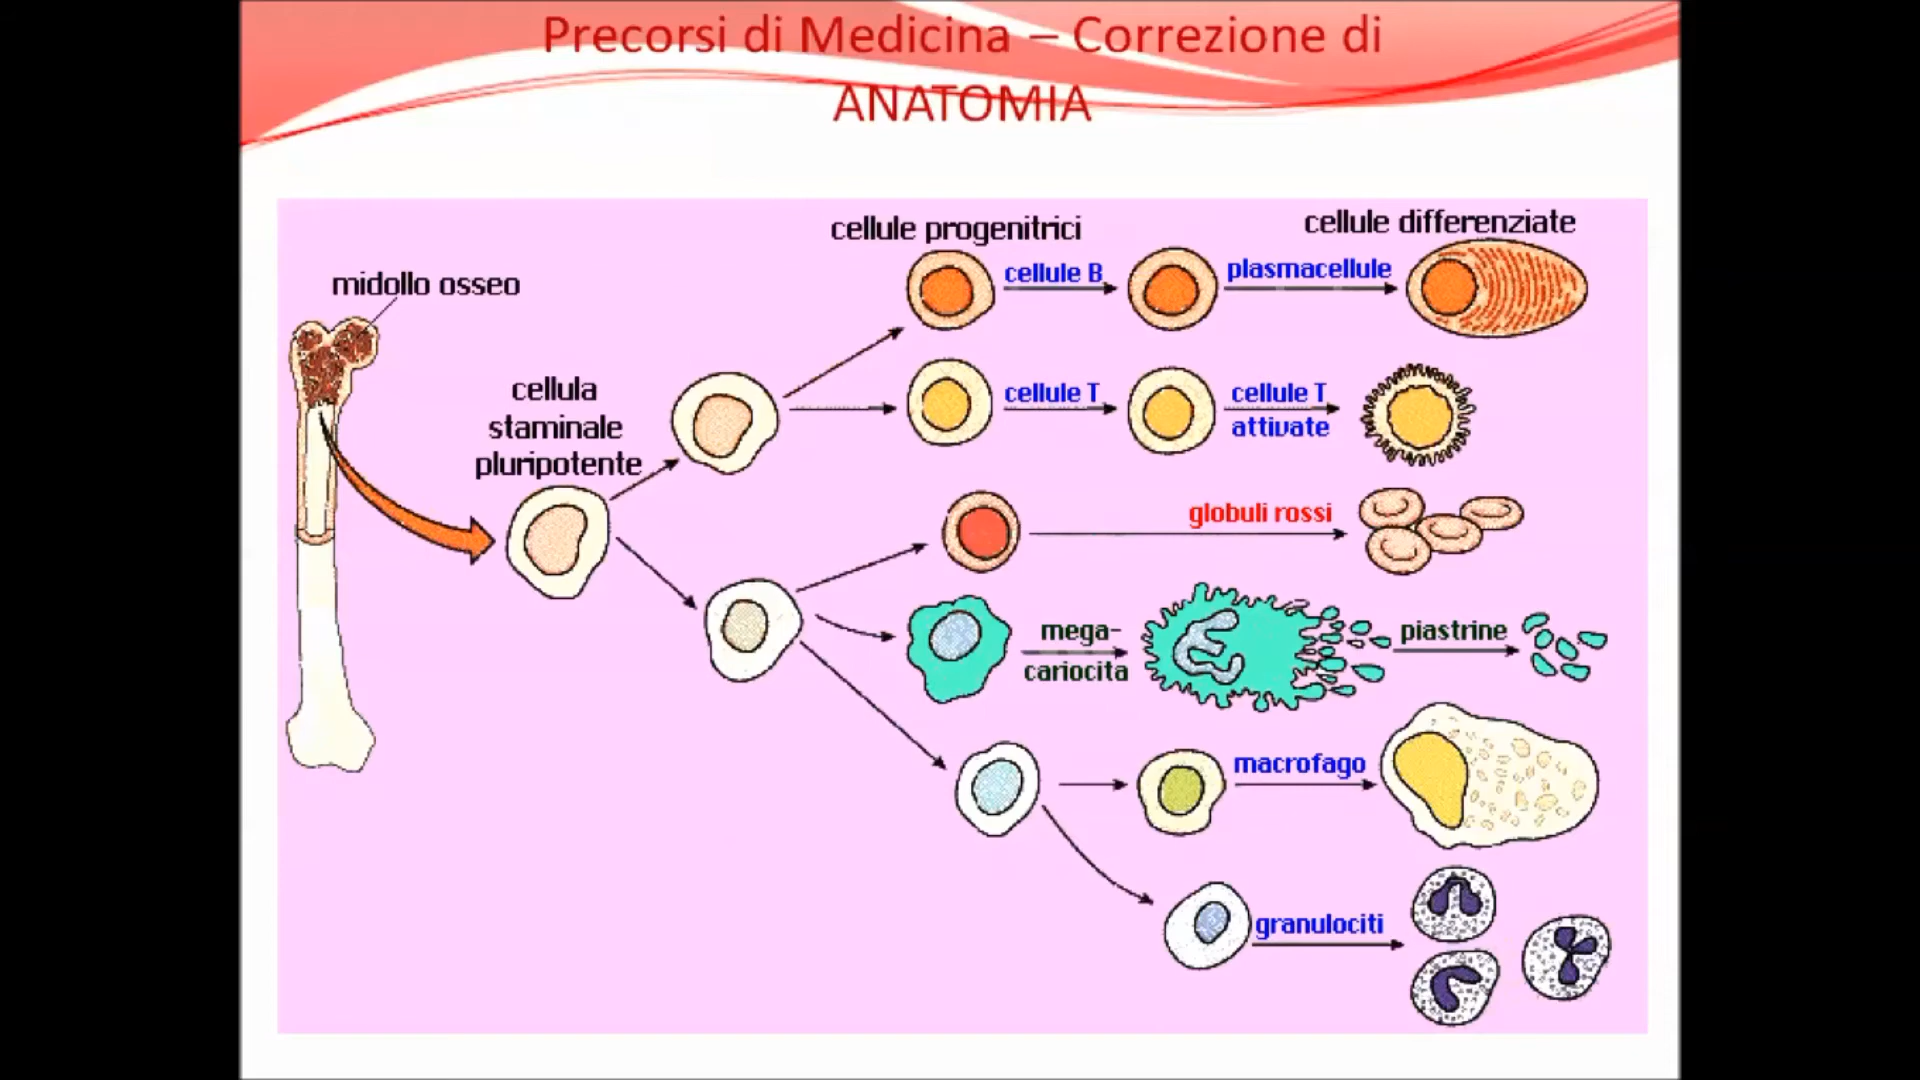 Precorsi di Medicina – Correzione di
ANATOMIA
cellule progenitrici
cellule differenziate
midollo osseo
cellule B
plasmacellule
cellula
staminale
pluripotente
cellule T
cellule T
attivate
globuli rossi
mega-
cariocita
piastrine
macrofago
granulociti